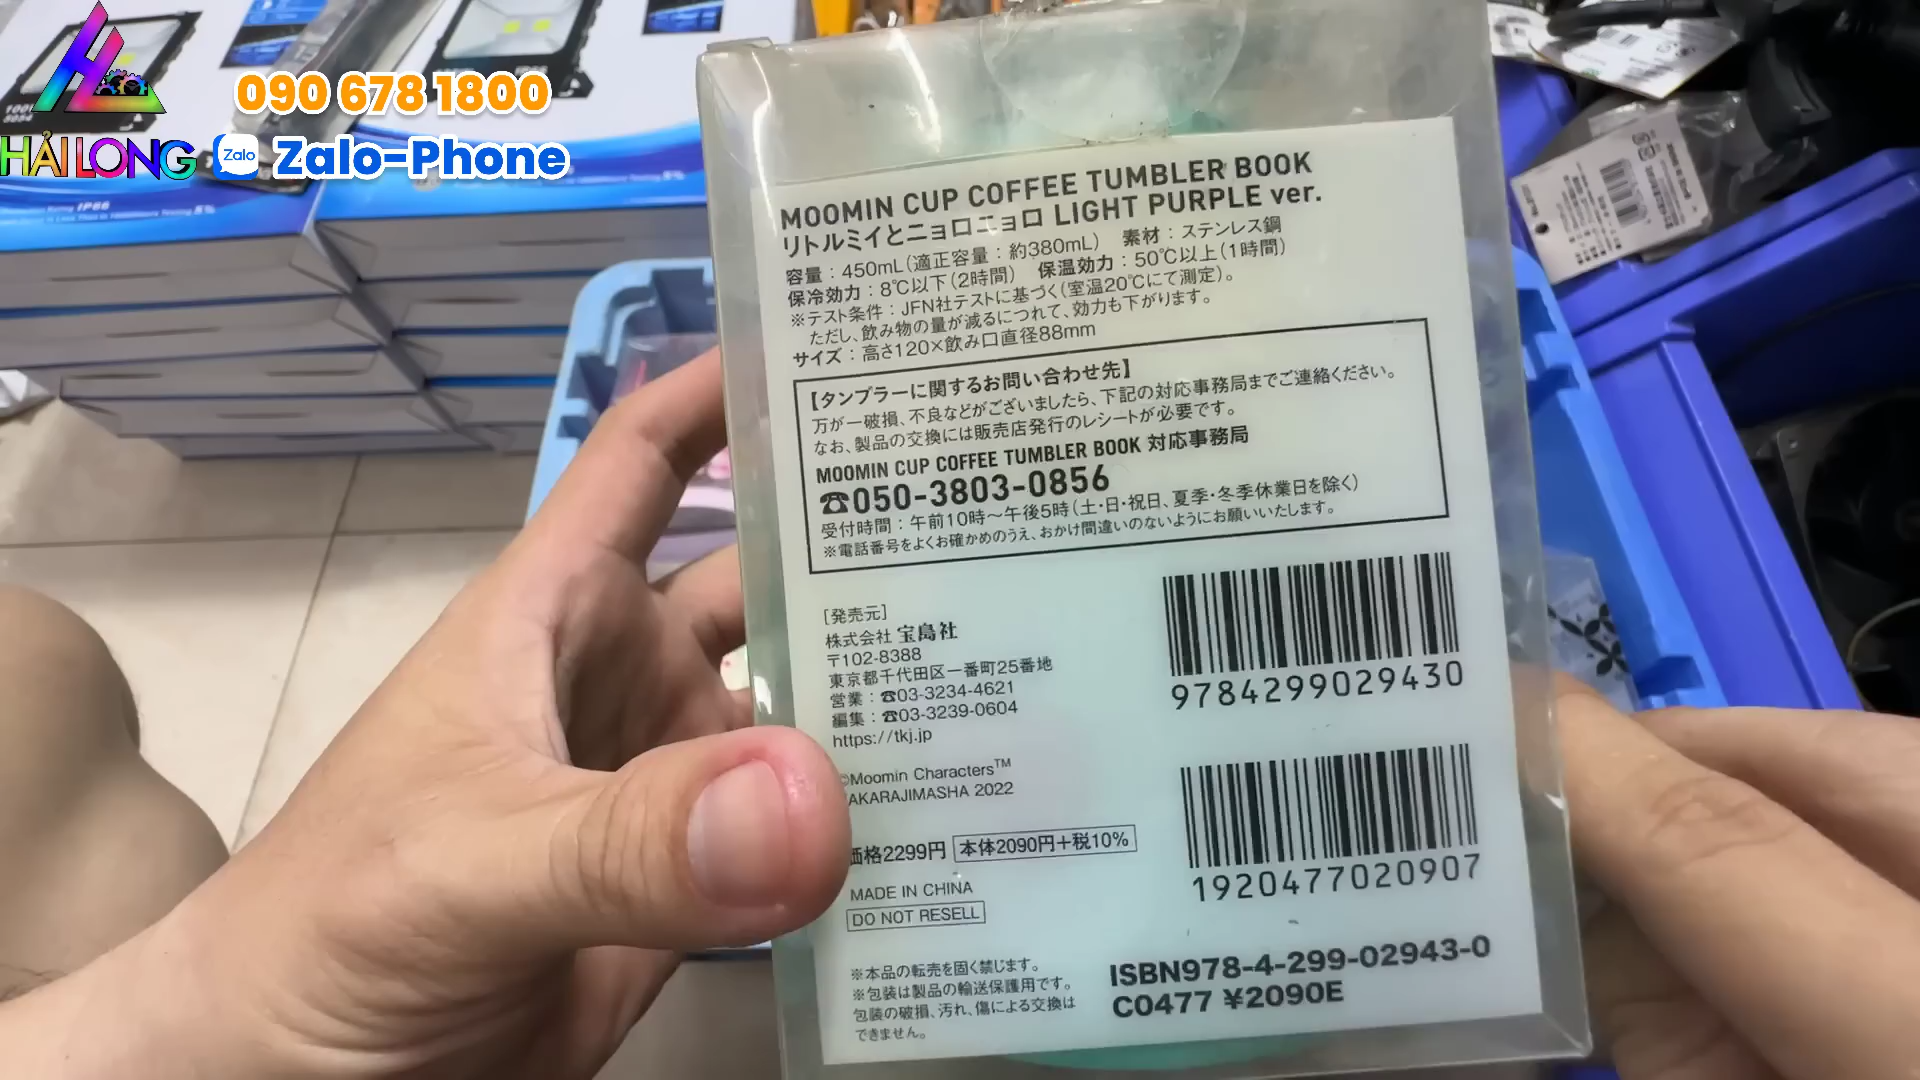 HẢI LONG
090 678 1800
Zalo
Zalo-Phone
IP66
MOOMIN CUP COFFEE TUMBLER BOOK
リトルミイとニョロニョロ LIGHT PURPLE ver.
容量：450mL（適正容量：約380mL） 素材：ステンレス鋼
保冷効力：8℃以下（2時間） 保温効力：50℃以上（1時間）
※テスト条件：JFN社テストに基づく（室温20℃にて測定）。
ただし、飲み物の量が減るにつれて、効力も下がります。
サイズ：高さ120×飲み口直径88mm
【タンブラーに関するお問い合わせ先】
万が一破損、不良などがございましたら、下記の対応事務局までご連絡ください。
なお、製品の交換には販売店発行のレシートが必要です。
MOOMIN CUP COFFEE TUMBLER BOOK 対応事務局
☎050-3803-0856
受付時間：午前10時～午後5時（土・日・祝日、夏季・冬季休業日を除く）
※電話番号をよくお確かめのうえ、おかけ間違いのないようにお願いいたします。
［発売元］
株式会社 宝島社
〒102-8388
東京都千代田区一番町25番地
営業：☎03-3234-4621
編集：☎03-3239-0604
https://tkj.jp
©Moomin Characters™
AKARAJIMASHA 2022
価格2299円 本体2090円＋税10%
MADE IN CHINA
DO NOT RESELL
※本品の転売を固く禁じます。
※包装は製品の輸送保護用です。
包装の破損、汚れ、傷による交換は
できません。
9784299029430
1920477020907
ISBN978-4-299-02943-0
C0477 ¥2090E